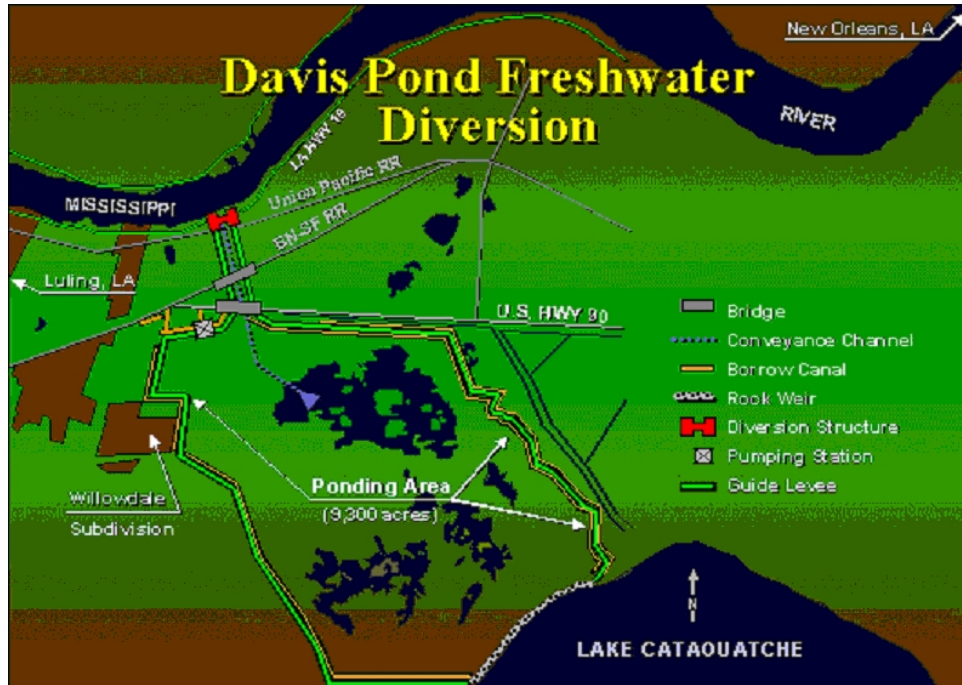 New Orleans, LA
Davis Pond Freshwater
Diversion
RIVER
LA HWY 18
Union Pacific RR
MISSISSIPPI
BN-SF RR
Luling, LA
U.S. HWY 90
Bridge
Conveyance Channel
Borrow Canal
Rock Weir
Diversion Structure
Pumping Station
Guide Levee
Ponding Area
(9,300 acres)
Willowdale
Subdivision
N
LAKE CATAOUATCHE